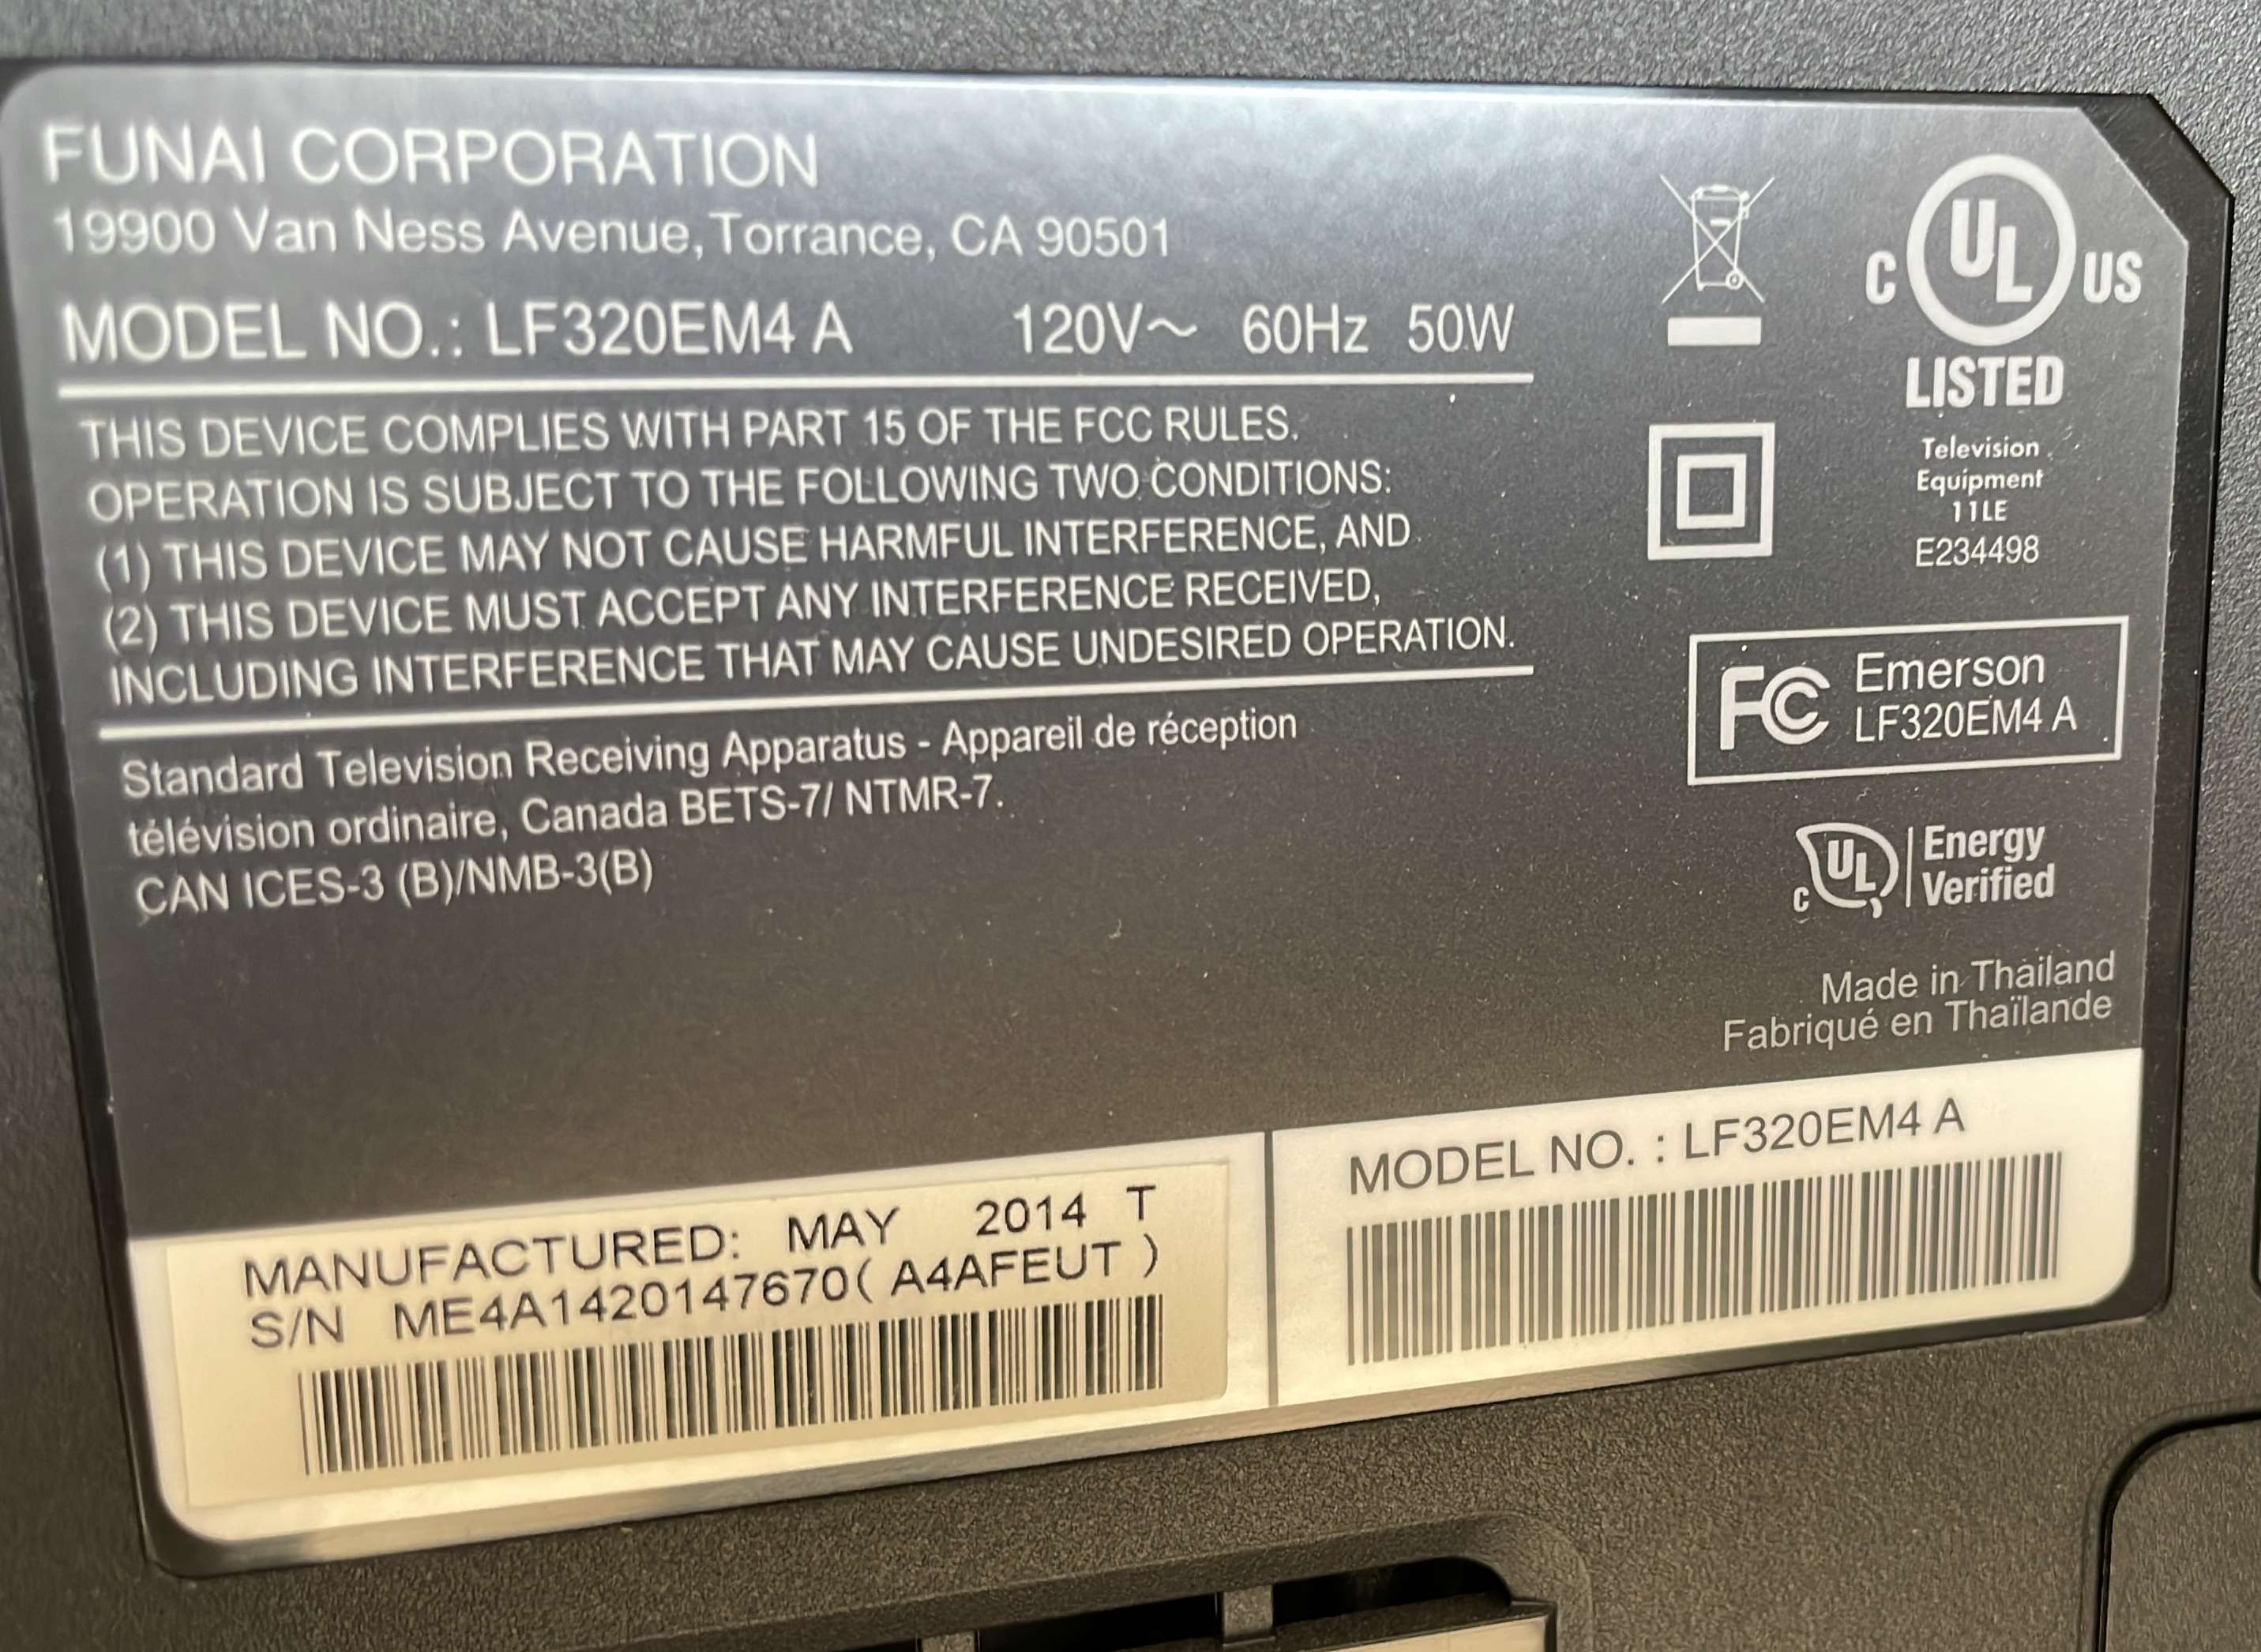 FUNAI CORPORATION
19900 Van Ness Avenue, Torrance, CA 90501
MODEL NO.: LF320EM4 A 120V~ 60Hz 50W
THIS DEVICE COMPLIES WITH PART 15 OF THE FCC RULES.
OPERATION IS SUBJECT TO THE FOLLOWING TWO CONDITIONS:
(1) THIS DEVICE MAY NOT CAUSE HARMFUL INTERFERENCE, AND
(2) THIS DEVICE MUST ACCEPT ANY INTERFERENCE RECEIVED,
INCLUDING INTERFERENCE THAT MAY CAUSE UNDESIRED OPERATION.
Standard Television Receiving Apparatus - Appareil de réception
télévision ordinaire, Canada BETS-7/ NTMR-7.
CAN ICES-3 (B)/NMB-3(B)
C UL US
LISTED
Television
Equipment
11LE
E234498
FC Emerson
LF320EM4 A
C UL Energy
Verified
Made in Thailand
Fabriqué en Thaïlande
MANUFACTURED: MAY 2014 T
S/N ME4A1420147670( A4AFEUT )
MODEL NO. : LF320EM4 A